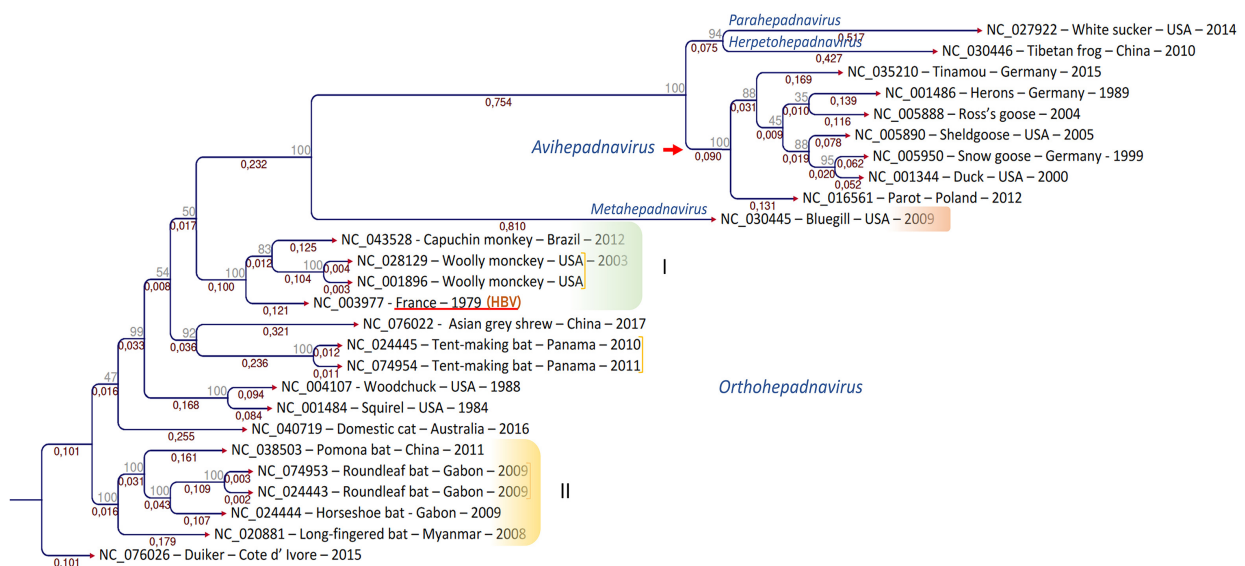 Parahepadnavirus
94
0,517
NC_027922 – White sucker – USA – 2014
0,075
Herpetohepadnavirus
0,427
NC_030446 – Tibetan frog – China – 2010
100
0,754
NC_035210 – Tinamou – Germany – 2015
0,169
88
0,031
35
0,139
NC_001486 – Herons – Germany – 1989
0,010
0,116
NC_005888 – Ross's goose – 2004
45
0,009
NC_005890 – Sheldgoose – USA – 2005
0,078
88
0,019
100
0,090
Avihepadnavirus
95
0,062
NC_005950 – Snow goose – Germany - 1999
0,020
0,052
NC_001344 – Duck – USA – 2000
0,131
NC_016561 – Parot – Poland – 2012
100
0,232
Metahepadnavirus
0,810
NC_030445 – Bluegill – USA – 2009
50
0,017
NC_043528 - Capuchin monkey – Brazil – 2012
0,125
83
0,012
100
0,004
NC_028129 – Woolly monckey – USA – 2003
0,104
0,003
NC_001896 – Woolly monckey – USA
I
100
0,100
0,121
NC_003977 - France – 1979 (HBV)
54
0,008
NC_076022 - Asian grey shrew – China – 2017
0,321
92
0,036
100
0,012
NC_024445 – Tent-making bat – Panama – 2010
0,236
0,011
NC_074954 – Tent-making bat – Panama – 2011
99
0,033
Orthohepadnavirus
100
0,094
NC_004107 – Woodchuck – USA – 1988
0,168
0,084
NC_001484 – Squirel – USA – 1984
47
0,016
0,255
NC_040719 – Domestic cat – Australia – 2016
0,101
0,161
NC_038503 – Pomona bat – China – 2011
100
0,031
100
0,003
NC_074953 – Roundleaf bat – Gabon – 2009
0,109
0,002
NC_024443 – Roundleaf bat – Gabon – 2009
II
100
0,043
0,107
NC_024444 – Horseshoe bat - Gabon – 2009
100
0,016
0,179
NC_020881 – Long-fingered bat – Myanmar – 2008
0,101
NC_076026 – Duiker – Cote d' Ivore – 2015